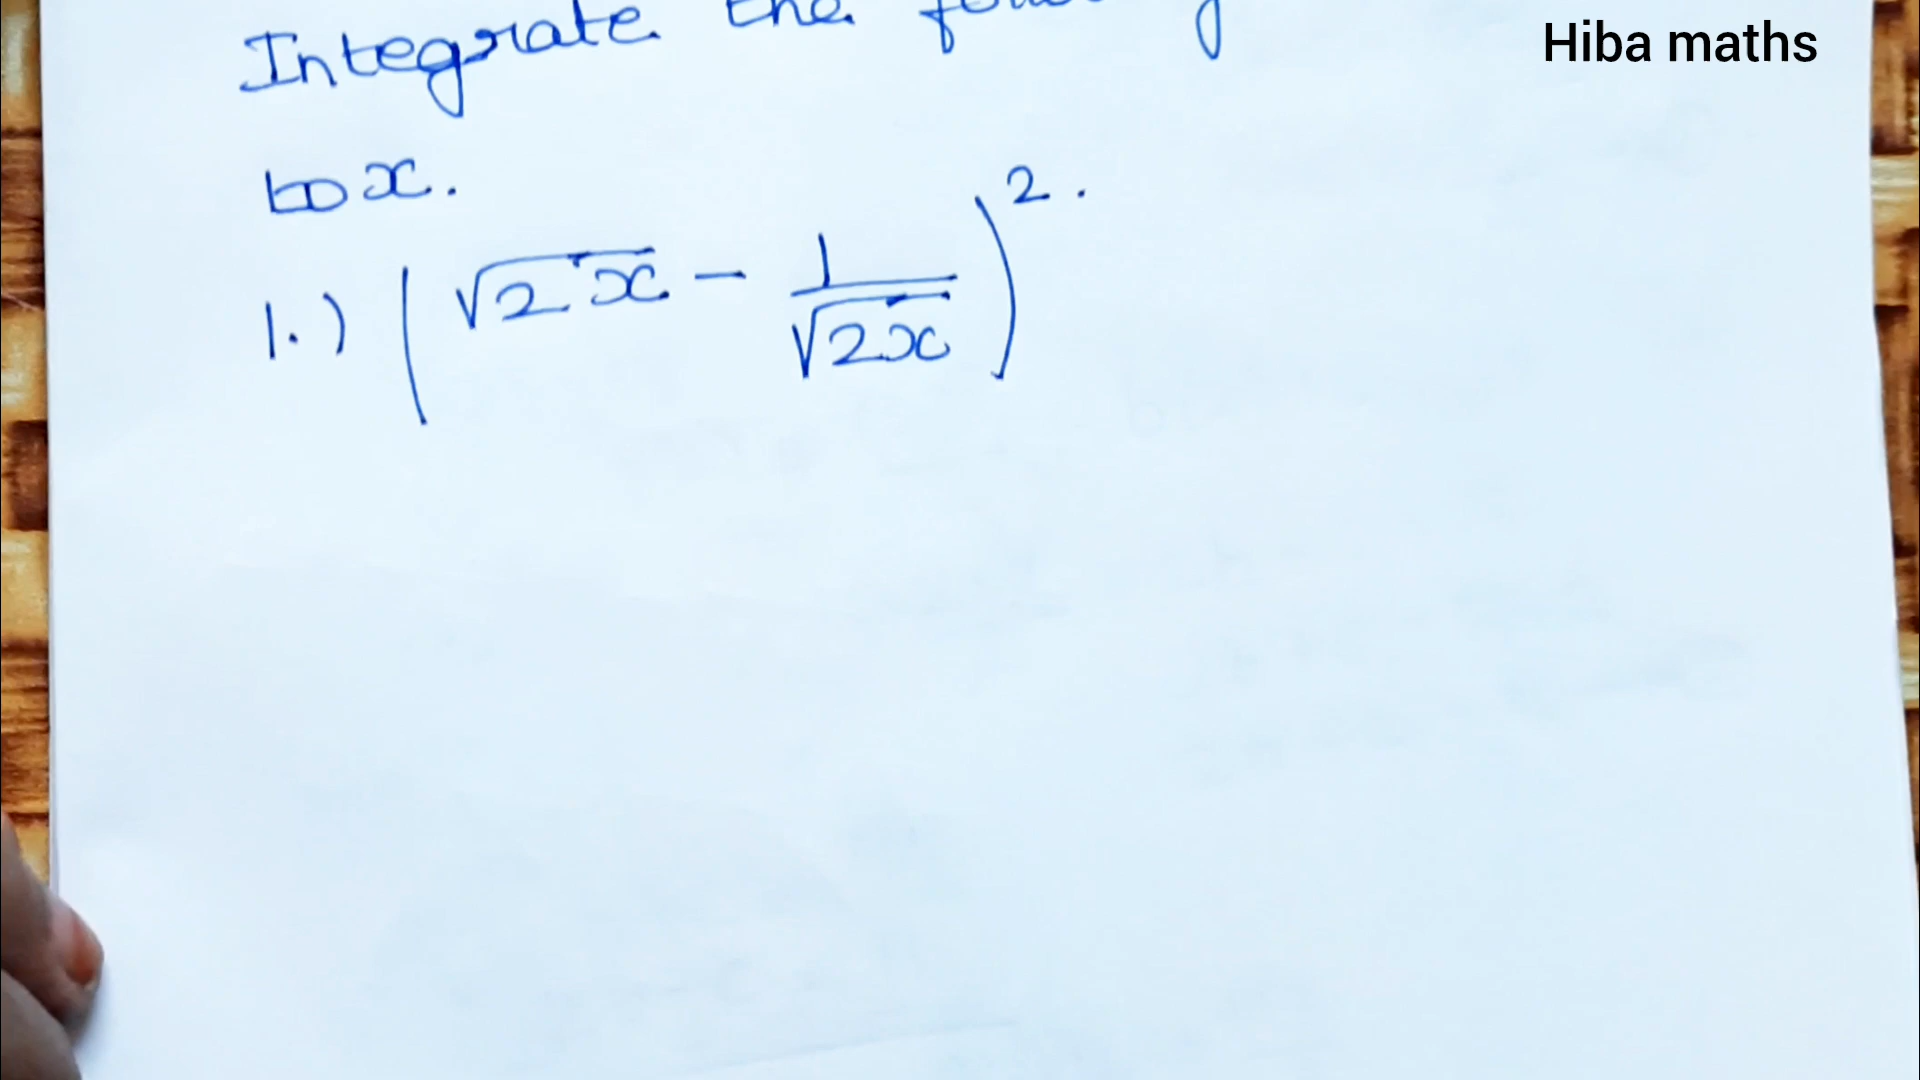 Hiba maths
Integrate the
to x.
1.) ( √2x - 1/√2x )².